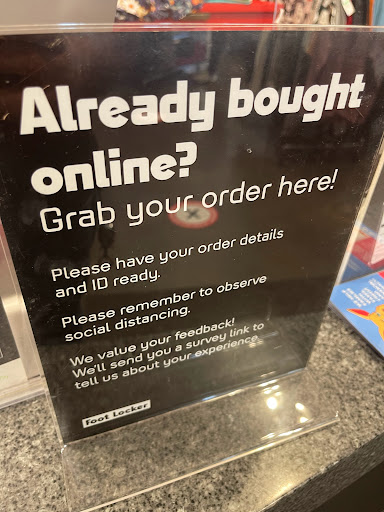 Already bought
online?
Grab your order here!
Please have your order details
and ID ready.
Please remember to observe
social distancing.
We value your feedback!
We'll send you a survey link to
tell us about your experience.
Foot Locker